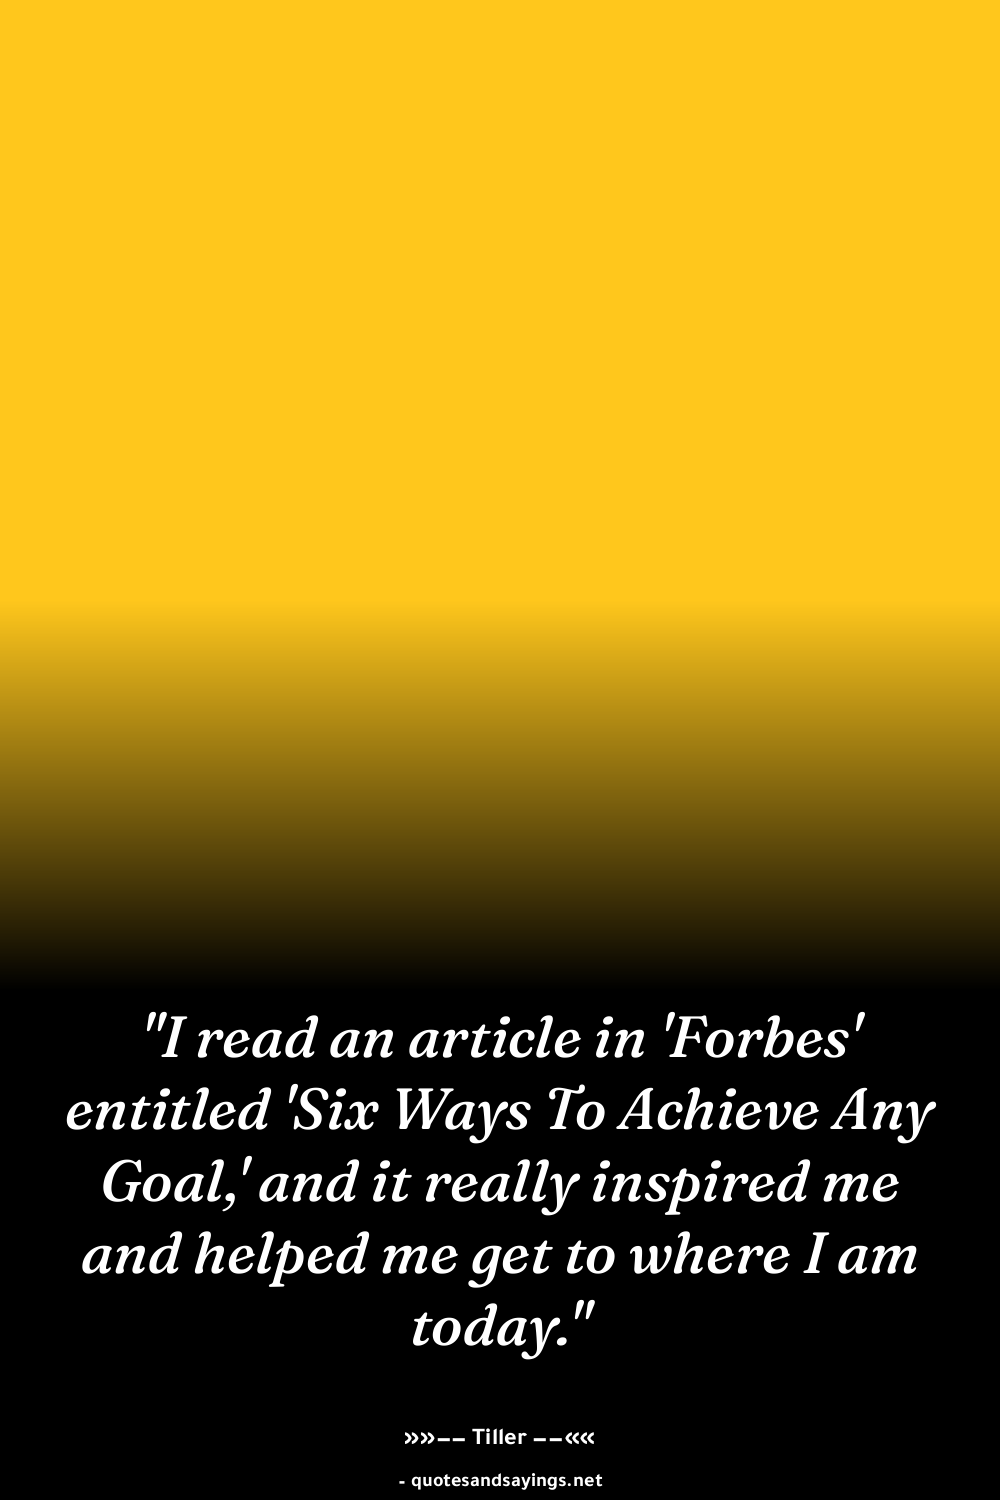 "I read an article in 'Forbes'
entitled 'Six Ways To Achieve Any
Goal,' and it really inspired me
and helped me get to where I am
today."
»»−− Tiller −−««
- quotesandsayings.net